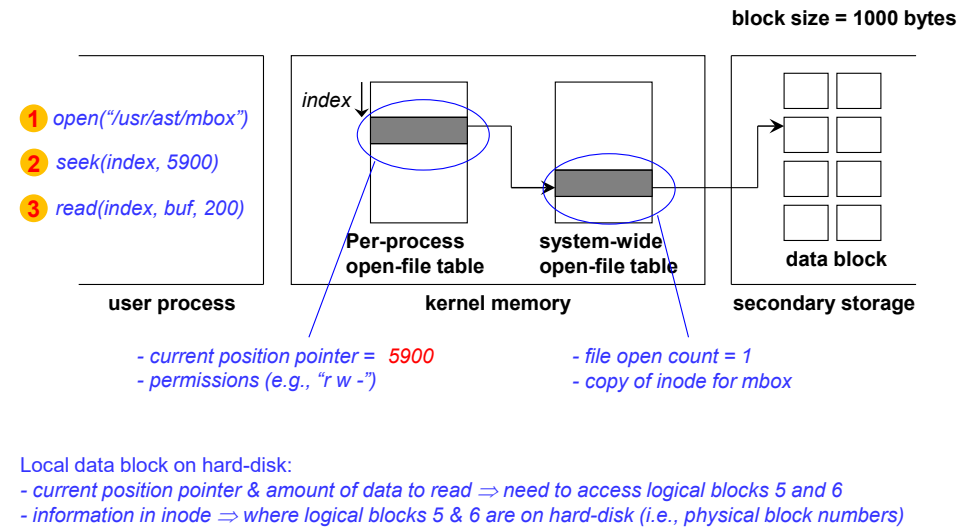 block size = 1000 bytes
index
1 open(“/usr/ast/mbox”)
2 seek(index, 5900)
3 read(index, buf, 200)
Per-process
open-file table
system-wide
open-file table
data block
user process
kernel memory
secondary storage
- current position pointer = 5900
- permissions (e.g., “r w -”)
- file open count = 1
- copy of inode for mbox
Local data block on hard-disk:
- current position pointer & amount of data to read ⇒ need to access logical blocks 5 and 6
- information in inode ⇒ where logical blocks 5 & 6 are on hard-disk (i.e., physical block numbers)